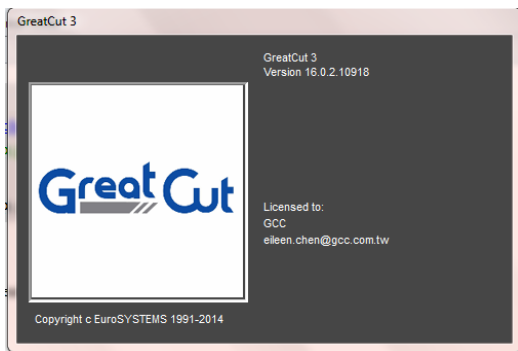 GreatCut 3
GreatCut 3
Version 16.0.2.10918
Great Cut
Licensed to:
GCC
eileen.chen@gcc.com.tw
Copyright c EuroSYSTEMS 1991-2014